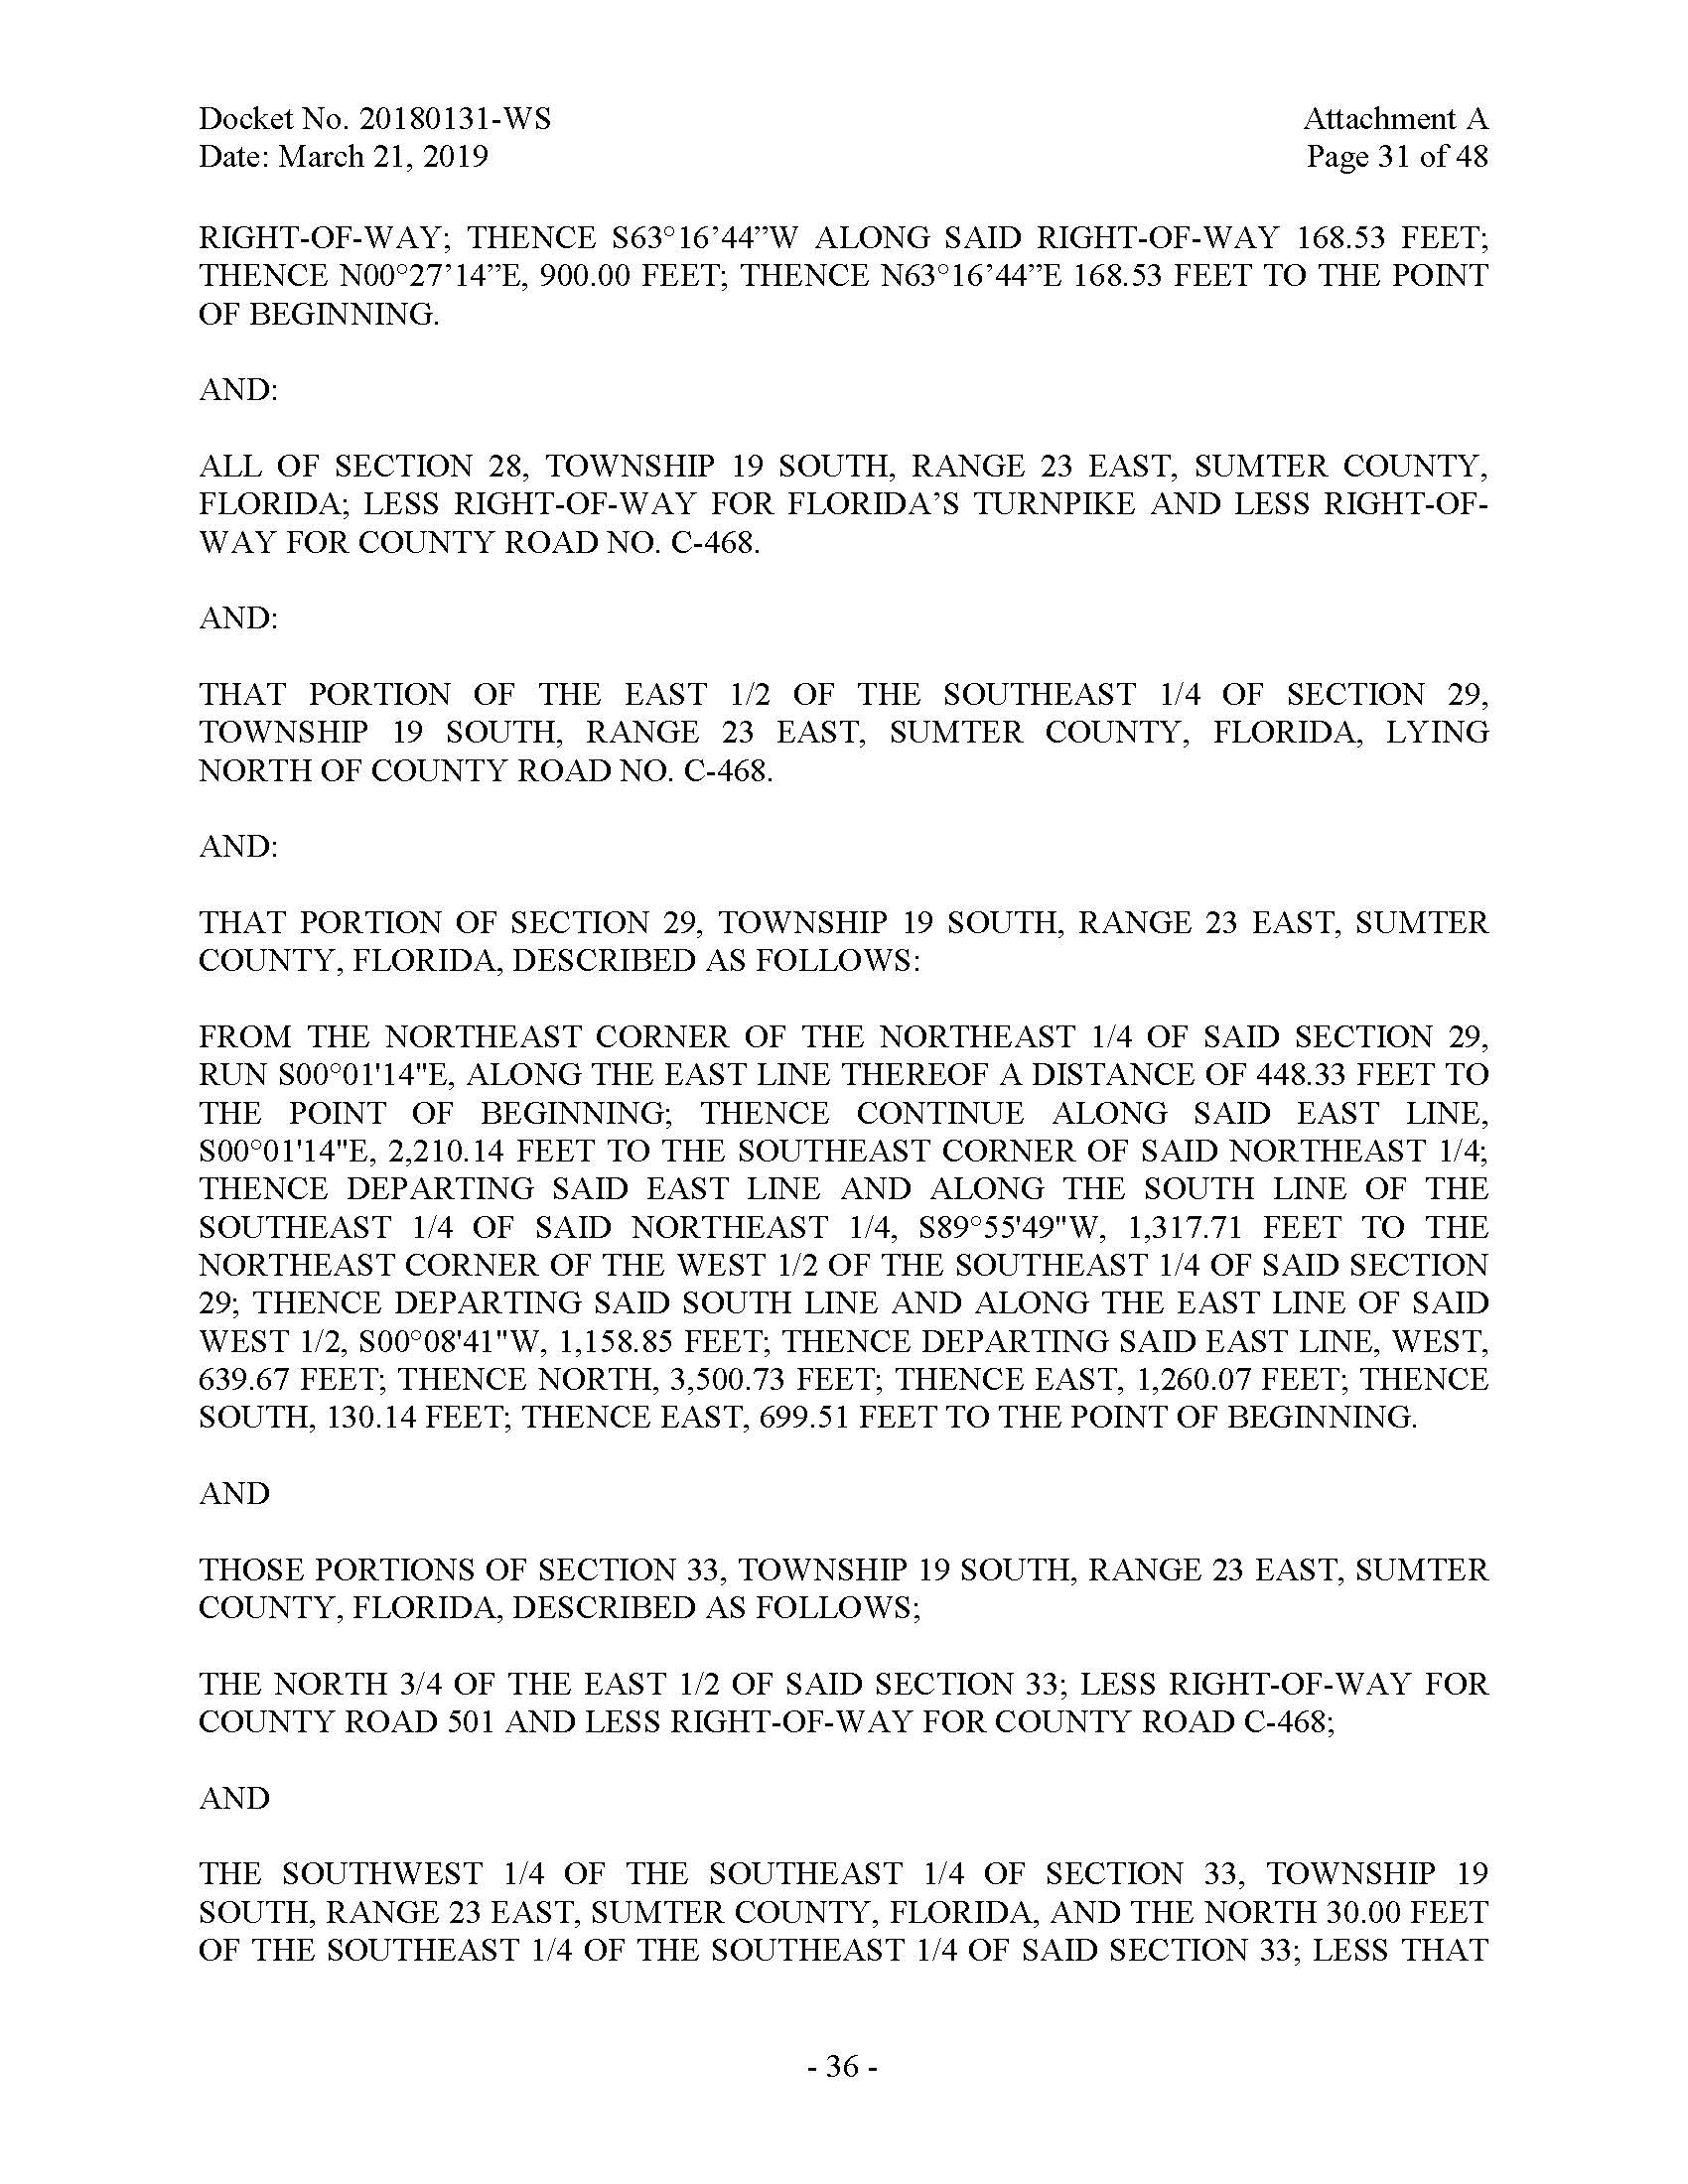 Docket No. 20180131-WS
Date: March 21, 2019
Attachment A
Page 31 of 48
RIGHT-OF-WAY; THENCE S63°16’44”W ALONG SAID RIGHT-OF-WAY 168.53 FEET;
THENCE N00°27’14”E, 900.00 FEET; THENCE N63°16’44”E 168.53 FEET TO THE POINT
OF BEGINNING.
AND:
ALL OF SECTION 28, TOWNSHIP 19 SOUTH, RANGE 23 EAST, SUMTER COUNTY,
FLORIDA; LESS RIGHT-OF-WAY FOR FLORIDA’S TURNPIKE AND LESS RIGHT-OF-
WAY FOR COUNTY ROAD NO. C-468.
AND:
THAT PORTION OF THE EAST 1/2 OF THE SOUTHEAST 1/4 OF SECTION 29,
TOWNSHIP 19 SOUTH, RANGE 23 EAST, SUMTER COUNTY, FLORIDA, LYING
NORTH OF COUNTY ROAD NO. C-468.
AND:
THAT PORTION OF SECTION 29, TOWNSHIP 19 SOUTH, RANGE 23 EAST, SUMTER
COUNTY, FLORIDA, DESCRIBED AS FOLLOWS:
FROM THE NORTHEAST CORNER OF THE NORTHEAST 1/4 OF SAID SECTION 29,
RUN S00°01'14"E, ALONG THE EAST LINE THEREOF A DISTANCE OF 448.33 FEET TO
THE POINT OF BEGINNING; THENCE CONTINUE ALONG SAID EAST LINE,
S00°01'14"E, 2,210.14 FEET TO THE SOUTHEAST CORNER OF SAID NORTHEAST 1/4;
THENCE DEPARTING SAID EAST LINE AND ALONG THE SOUTH LINE OF THE
SOUTHEAST 1/4 OF SAID NORTHEAST 1/4, S89°55'49"W, 1,317.71 FEET TO THE
NORTHEAST CORNER OF THE WEST 1/2 OF THE SOUTHEAST 1/4 OF SAID SECTION
29; THENCE DEPARTING SAID SOUTH LINE AND ALONG THE EAST LINE OF SAID
WEST 1/2, S00°08'41"W, 1,158.85 FEET; THENCE DEPARTING SAID EAST LINE, WEST,
639.67 FEET; THENCE NORTH, 3,500.73 FEET; THENCE EAST, 1,260.07 FEET; THENCE
SOUTH, 130.14 FEET; THENCE EAST, 699.51 FEET TO THE POINT OF BEGINNING.
AND
THOSE PORTIONS OF SECTION 33, TOWNSHIP 19 SOUTH, RANGE 23 EAST, SUMTER
COUNTY, FLORIDA, DESCRIBED AS FOLLOWS;
THE NORTH 3/4 OF THE EAST 1/2 OF SAID SECTION 33; LESS RIGHT-OF-WAY FOR
COUNTY ROAD 501 AND LESS RIGHT-OF-WAY FOR COUNTY ROAD C-468;
AND
THE SOUTHWEST 1/4 OF THE SOUTHEAST 1/4 OF SECTION 33, TOWNSHIP 19
SOUTH, RANGE 23 EAST, SUMTER COUNTY, FLORIDA, AND THE NORTH 30.00 FEET
OF THE SOUTHEAST 1/4 OF THE SOUTHEAST 1/4 OF SAID SECTION 33; LESS THAT
- 36 -